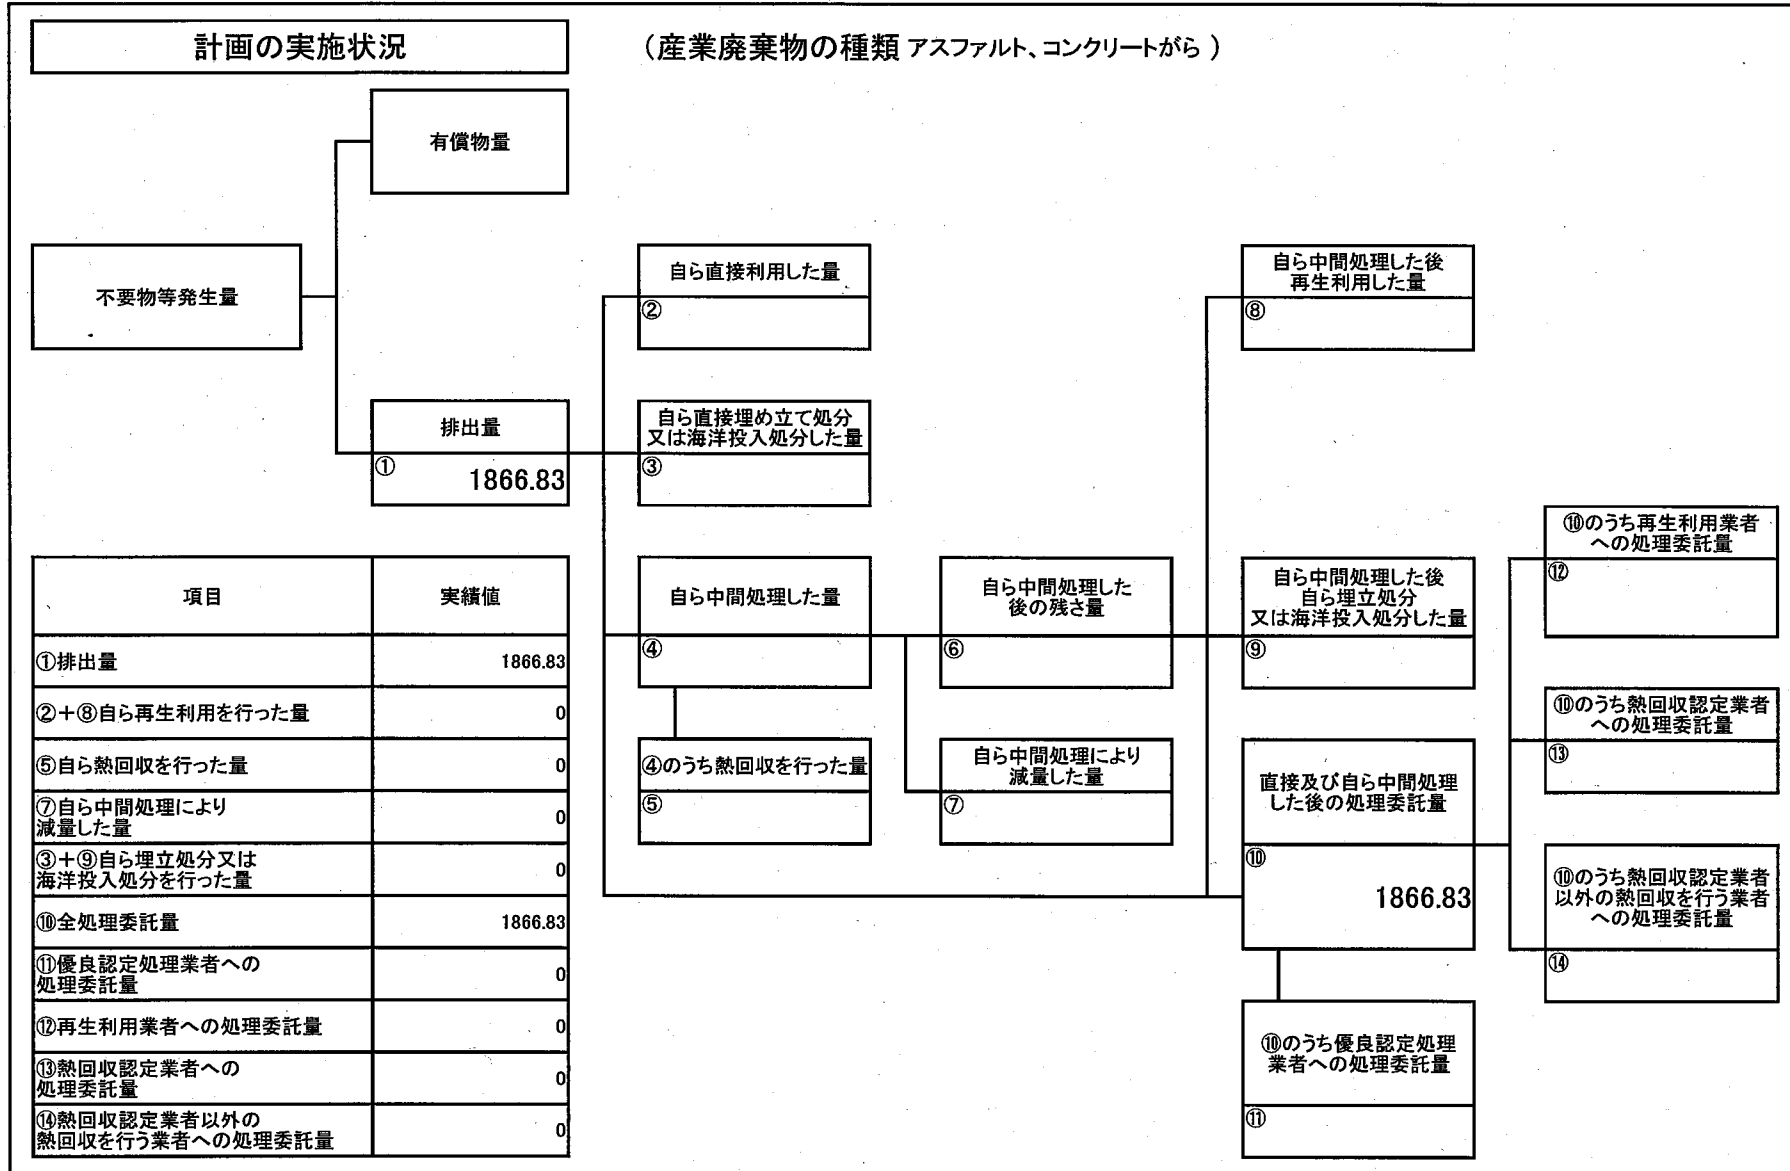 計画の実施状況
（産業廃棄物の種類 アスファルト、コンクリートがら ）
有償物量
不要物等発生量
自ら直接利用した量
②
自ら中間処理した後
再生利用した量
⑧
排出量
①
1866.83
自ら直接埋め立て処分
又は海洋投入処分した量
③
⑩のうち再生利用業者
への処理委託量
⑫
自ら中間処理した量
④
自ら中間処理した
後の残さ量
⑥
自ら中間処理した後
自ら埋立処分
又は海洋投入処分した量
⑨
⑩のうち熱回収認定業者
への処理委託量
⑬
④のうち熱回収を行った量
⑤
自ら中間処理により
減量した量
⑦
直接及び自ら中間処理
した後の処理委託量
⑩
1866.83
⑩のうち熱回収認定業者
以外の熱回収を行う業者
への処理委託量
⑭
⑩のうち優良認定処理
業者への処理委託量
⑪
項目 実績値
①排出量 1866.83
②＋⑧自ら再生利用を行った量 0
⑤自ら熱回収を行った量 0
⑦自ら中間処理により
減量した量 0
③＋⑨自ら埋立処分又は
海洋投入処分を行った量 0
⑩全処理委託量 1866.83
⑪優良認定処理業者への
処理委託量 0
⑫再生利用業者への処理委託量 0
⑬熱回収認定業者への
処理委託量 0
⑭熱回収認定業者以外の
熱回収を行う業者への処理委託量 0